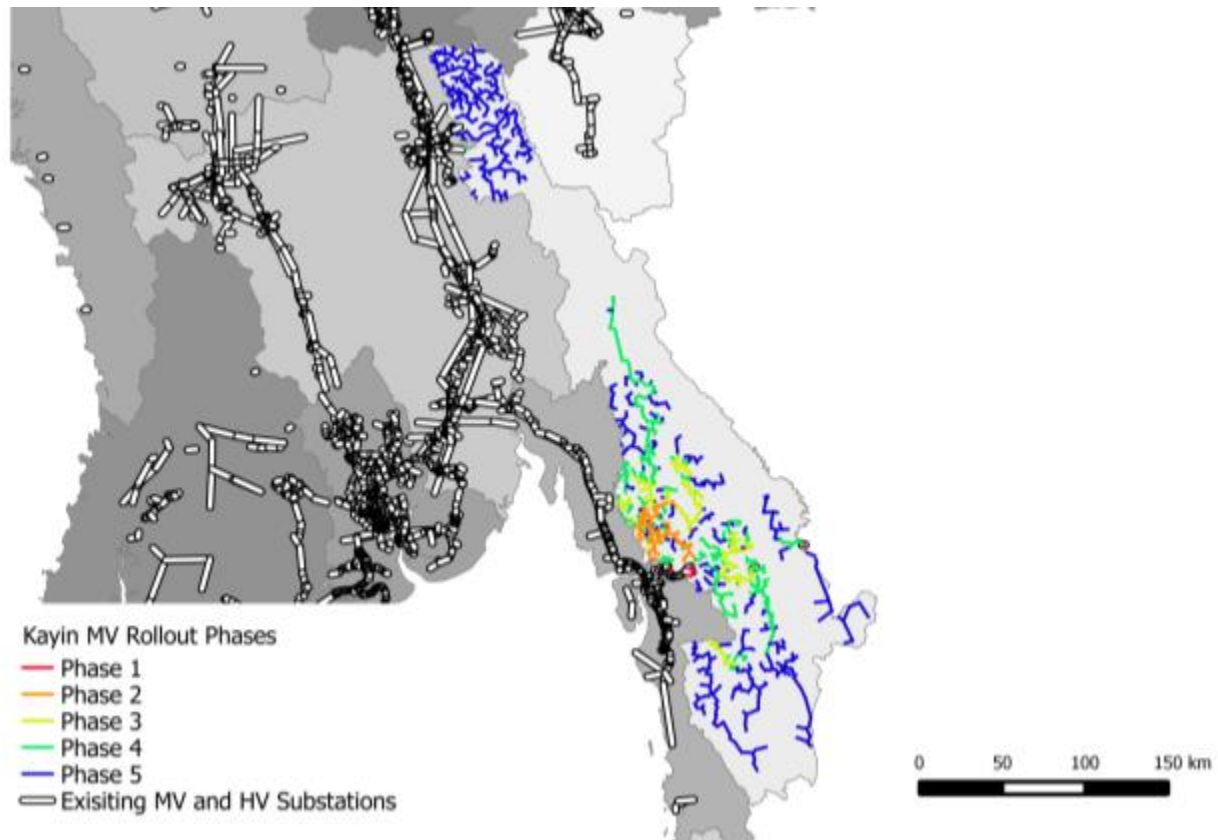 Kayin MV Rollout Phases
Phase 1
Phase 2
Phase 3
Phase 4
Phase 5
Exisiting MV and HV Substations
0 50 100 150 km